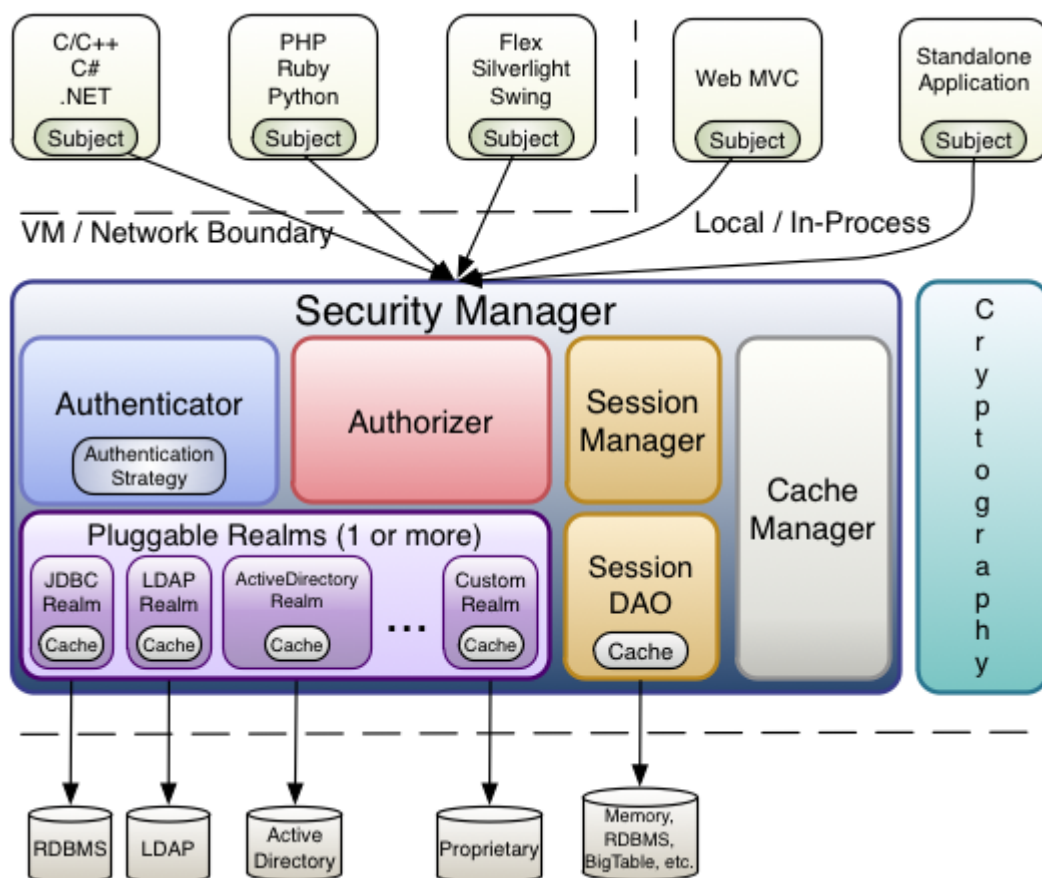 C/C++
C#
.NET
Subject
PHP
Ruby
Python
Subject
Flex
Silverlight
Swing
Subject
Web MVC
Subject
Standalone
Application
Subject
VM / Network Boundary
Local / In-Process
Security Manager
Authenticator
Authentication
Strategy
Authorizer
Session
Manager
Cache
Manager
Cryptography
Pluggable Realms (1 or more)
JDBC
Realm
Cache
LDAP
Realm
Cache
ActiveDirectory
Realm
Cache
...
Custom
Realm
Cache
Session
DAO
Cache
RDBMS
LDAP
Active
Directory
Proprietary
Memory,
RDBMS,
BigTable, etc.